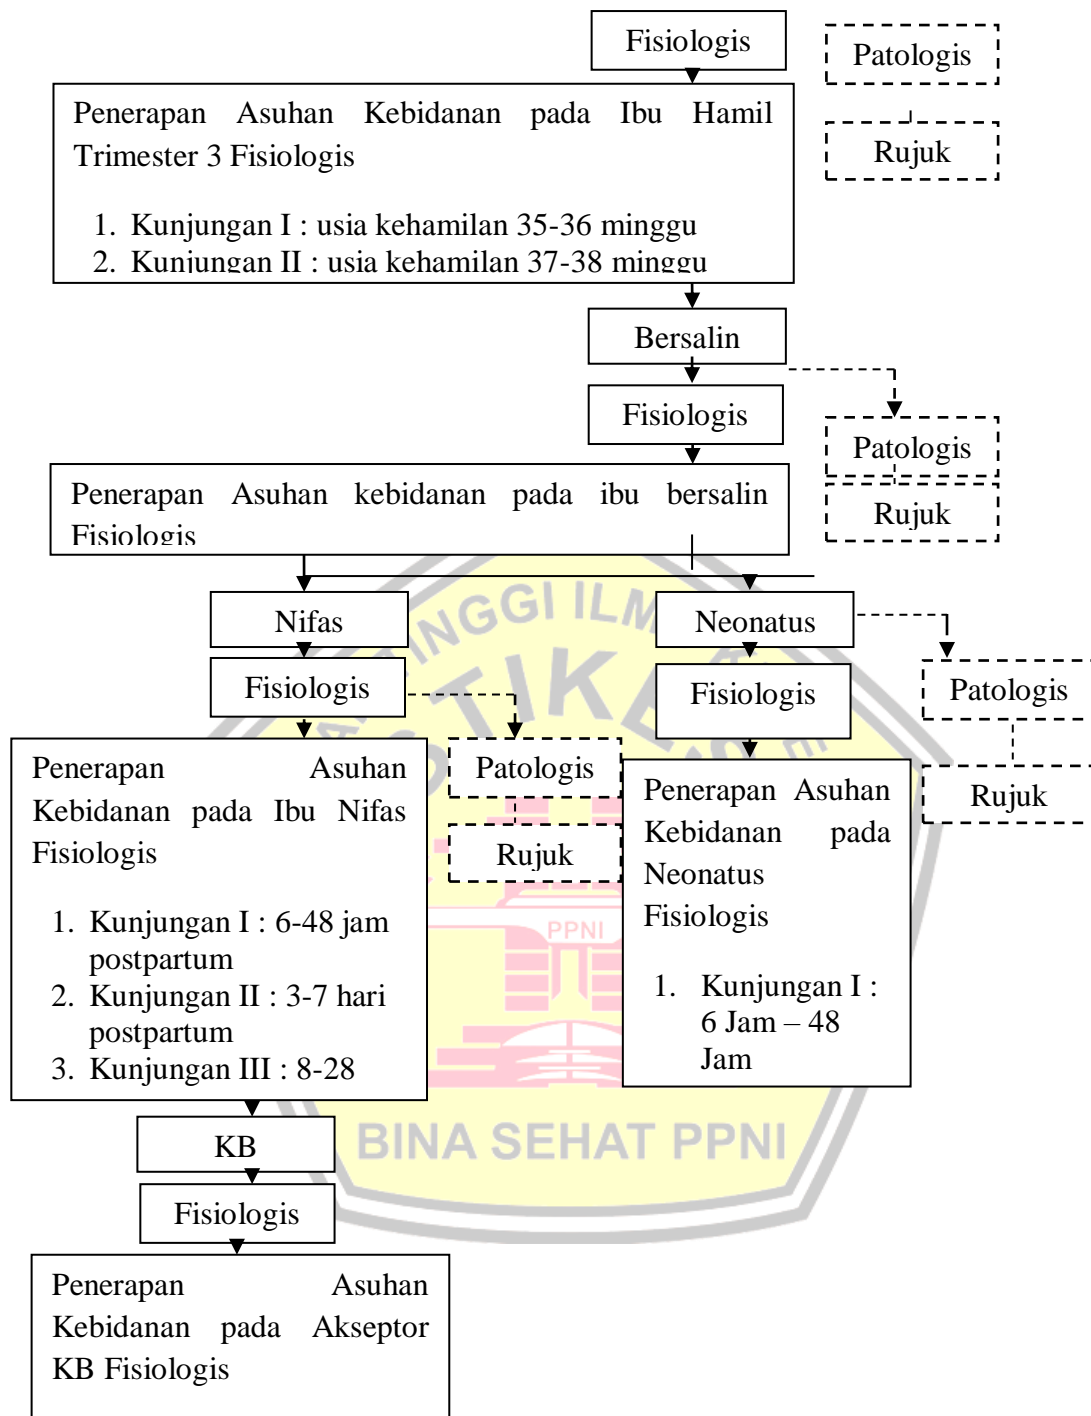 Fisiologis
Patologis
Penerapan Asuhan Kebidanan pada Ibu Hamil
Trimester 3 Fisiologis
Rujuk
1. Kunjungan I : usia kehamilan 35-36 minggu
2. Kunjungan II : usia kehamilan 37-38 minggu
Bersalin
Fisiologis
Patologis
Penerapan Asuhan kebidanan pada ibu bersalin
Fisiologis
Rujuk
Nifas
Neonatus
Fisiologis
Fisiologis
Patologis
Penerapan Asuhan
Kebidanan pada Ibu Nifas
Fisiologis
1. Kunjungan I : 6-48 jam
postpartum
2. Kunjungan II : 3-7 hari
postpartum
3. Kunjungan III : 8-28
Patologis
Rujuk
Penerapan Asuhan
Kebidanan pada
Neonatus
Fisiologis
1. Kunjungan I :
6 Jam – 48
Jam
Rujuk
KB
Fisiologis
Penerapan Asuhan
Kebidanan pada Akseptor
KB Fisiologis
TINGGI
PPNI
BINA SEHAT PPNI